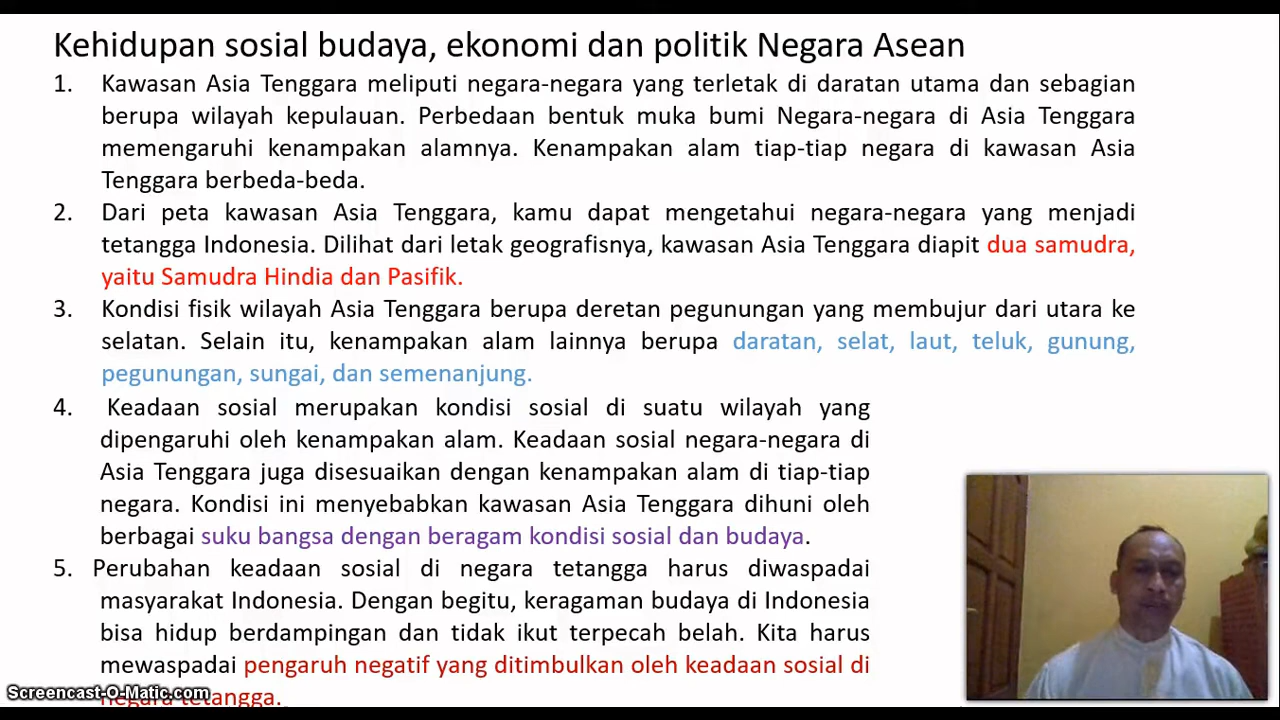 Kehidupan sosial budaya, ekonomi dan politik Negara Asean
1. Kawasan Asia Tenggara meliputi negara-negara yang terletak di daratan utama dan sebagian
berupa wilayah kepulauan. Perbedaan bentuk muka bumi Negara-negara di Asia Tenggara
memengaruhi kenampakan alamnya. Kenampakan alam tiap-tiap negara di kawasan Asia
Tenggara berbeda-beda.
2. Dari peta kawasan Asia Tenggara, kamu dapat mengetahui negara-negara yang menjadi
tetangga Indonesia. Dilihat dari letak geografisnya, kawasan Asia Tenggara diapit dua samudra,
yaitu Samudra Hindia dan Pasifik.
3. Kondisi fisik wilayah Asia Tenggara berupa deretan pegunungan yang membujur dari utara ke
selatan. Selain itu, kenampakan alam lainnya berupa daratan, selat, laut, teluk, gunung,
pegunungan, sungai, dan semenanjung.
4. Keadaan sosial merupakan kondisi sosial di suatu wilayah yang
dipengaruhi oleh kenampakan alam. Keadaan sosial negara-negara di
Asia Tenggara juga disesuaikan dengan kenampakan alam di tiap-tiap
negara. Kondisi ini menyebabkan kawasan Asia Tenggara dihuni oleh
berbagai suku bangsa dengan beragam kondisi sosial dan budaya.
5. Perubahan keadaan sosial di negara tetangga harus diwaspadai
masyarakat Indonesia. Dengan begitu, keragaman budaya di Indonesia
bisa hidup berdampingan dan tidak ikut terpecah belah. Kita harus
mewaspadai pengaruh negatif yang ditimbulkan oleh keadaan sosial di
negara tetangga.
Screencast-O-Matic.com